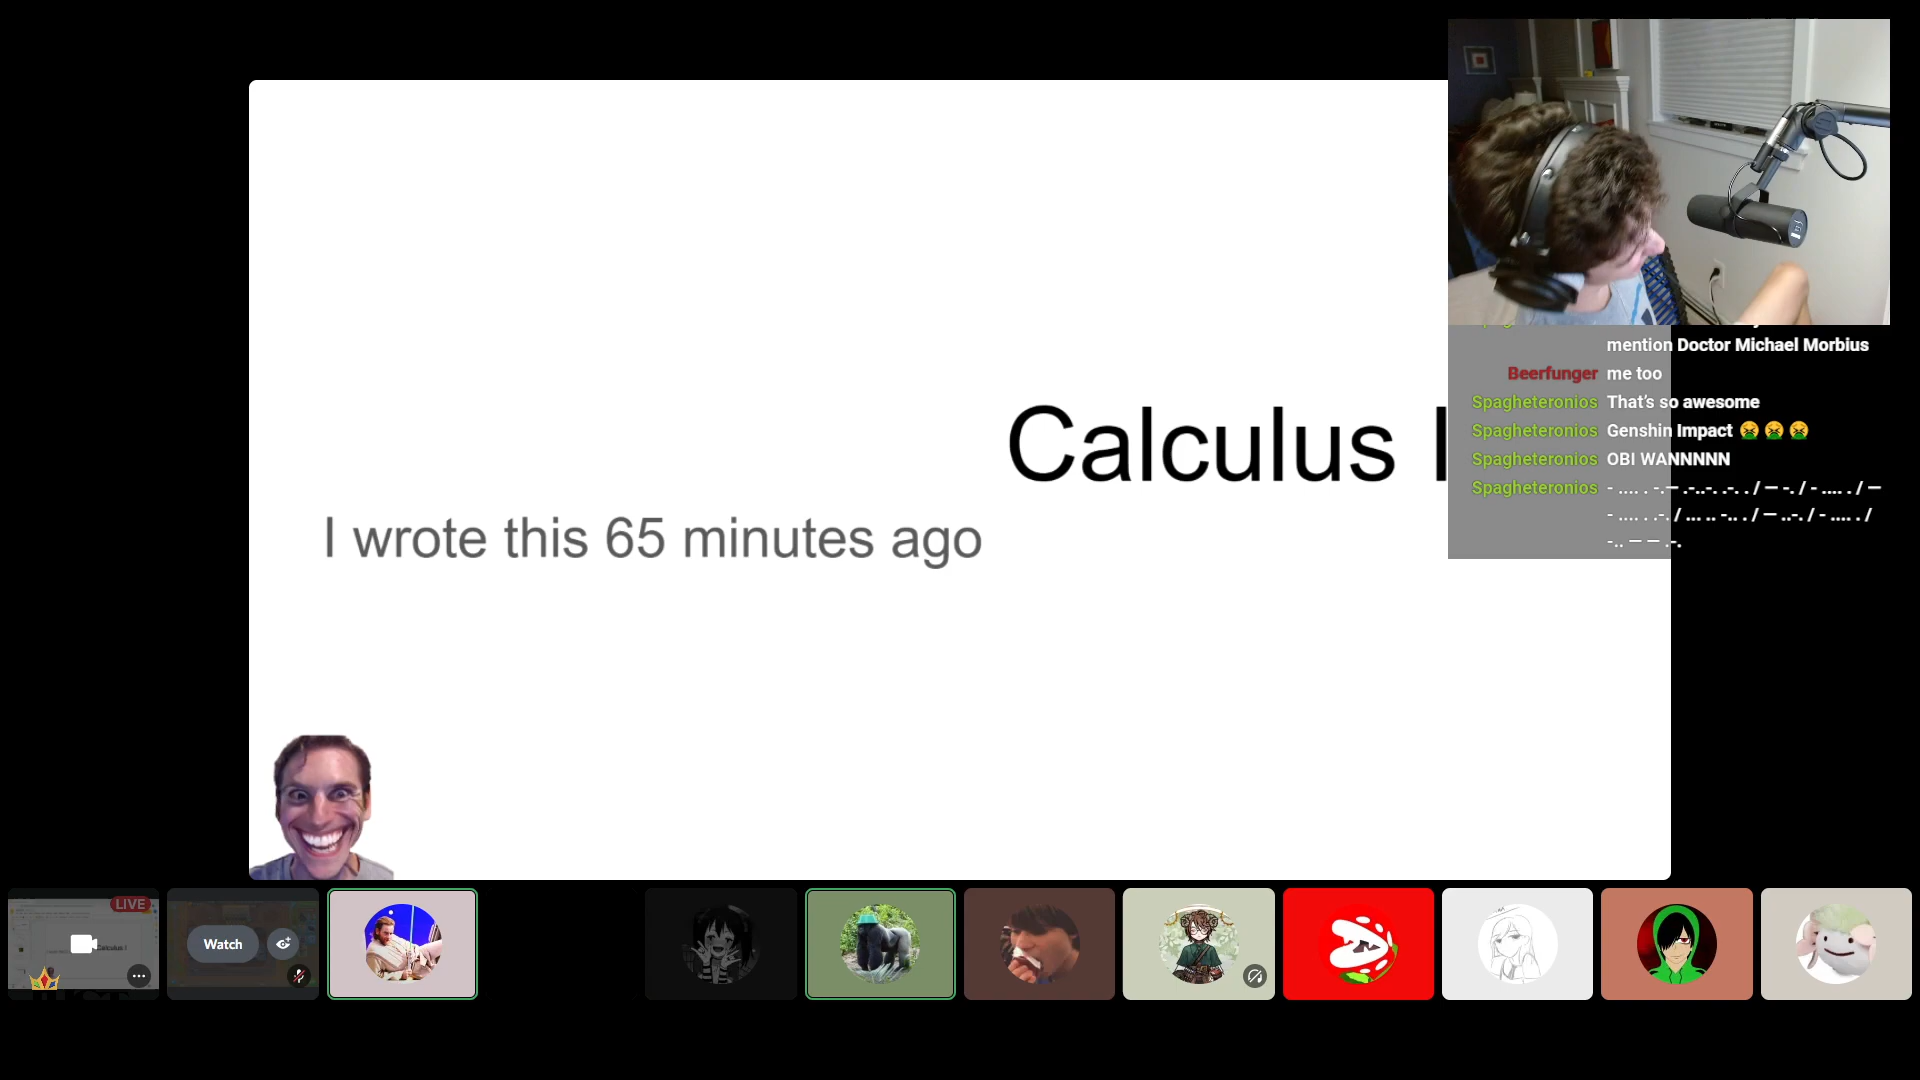 Calculus I
I wrote this 65 minutes ago
mention Doctor Michael Morbius
Beerfunger me too
Spagheteronios That's so awesome
Spagheteronios Genshin Impact 🤮 🤮 🤮
Spagheteronios OBI WANNNNN
Spagheteronios - .... . -.— .-..-. .-. . / — -. / - .... . / —
- .... . .-. / ... .. -.. . / — ..-. / - .... . /
-.. — — .-.
LIVE
Watch